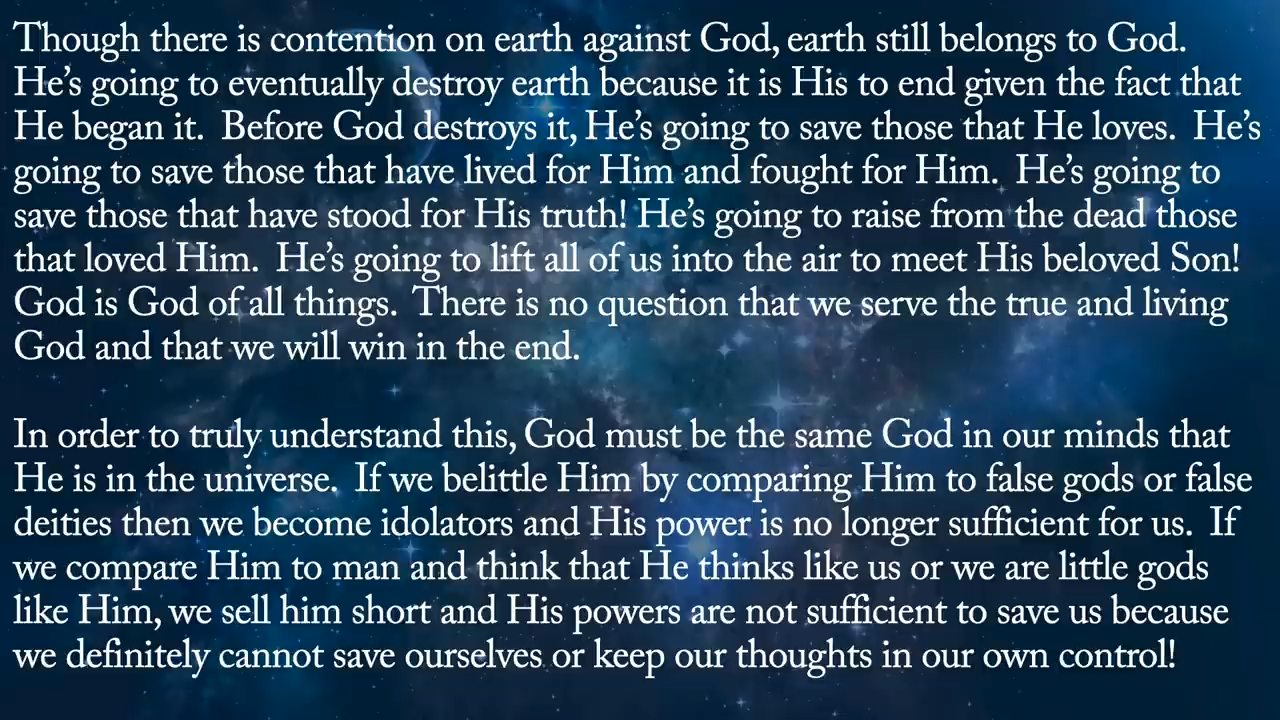 Though there is contention on earth against God, earth still belongs to God.
He’s going to eventually destroy earth because it is His to end given the fact that
He began it.  Before God destroys it, He’s going to save those that He loves.  He’s
going to save those that have lived for Him and fought for Him.  He’s going to
save those that have stood for His truth! He’s going to raise from the dead those
that loved Him.  He’s going to lift all of us into the air to meet His beloved Son!
God is God of all things.  There is no question that we serve the true and living
God and that we will win in the end.

In order to truly understand this, God must be the same God in our minds that
He is in the universe.  If we belittle Him by comparing Him to false gods or false
deities then we become idolators and His power is no longer sufficient for us.  If
we compare Him to man and think that He thinks like us or we are little gods
like Him, we sell him short and His powers are not sufficient to save us because
we definitely cannot save ourselves or keep our thoughts in our own control!